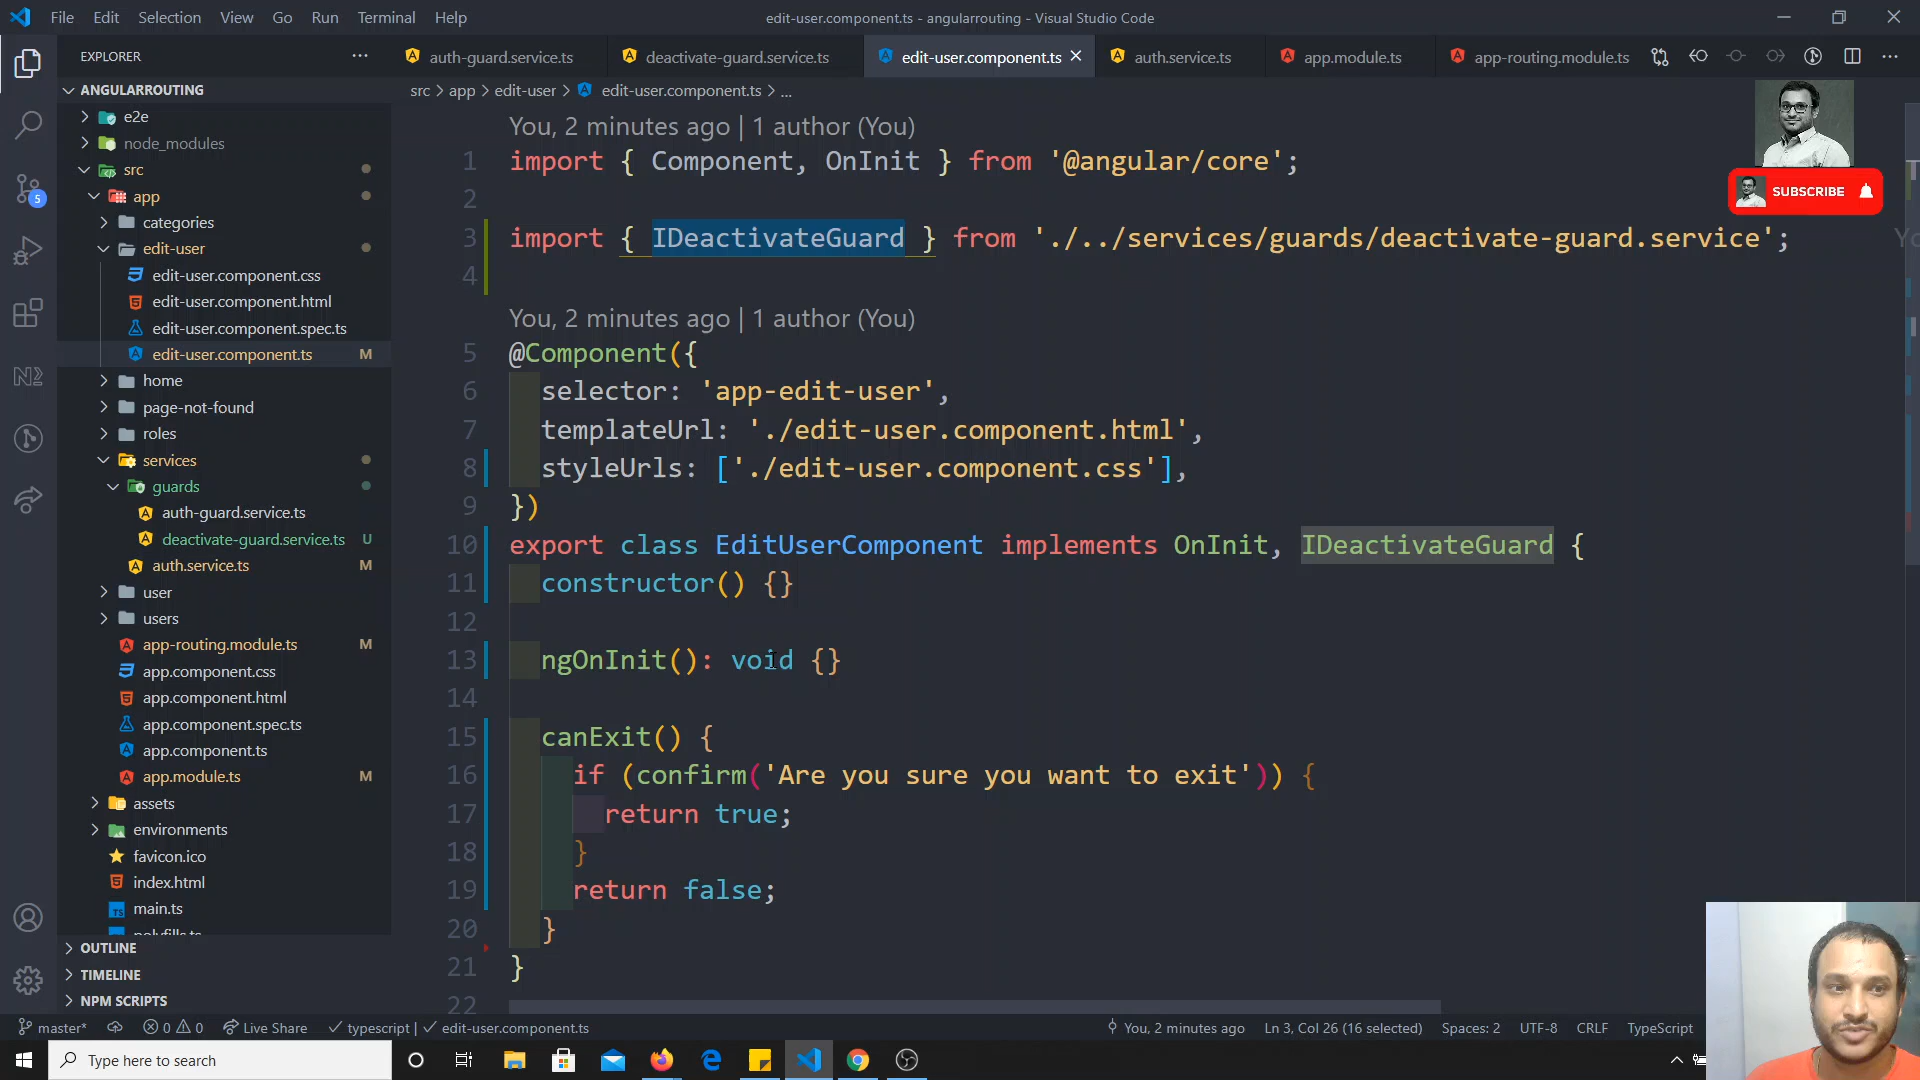 File Edit Selection View Go Run Terminal Help
edit-user.component.ts - angularrouting - Visual Studio Code
EXPLORER
auth-guard.service.ts
deactivate-guard.service.ts
edit-user.component.ts
auth.service.ts
app.module.ts
app-routing.module.ts
src > app > edit-user > edit-user.component.ts > ...
ANGULARROUTING
e2e
node_modules
src
app
categories
edit-user
edit-user.component.css
edit-user.component.html
edit-user.component.spec.ts
edit-user.component.ts M
home
page-not-found
roles
services
guards
auth-guard.service.ts
deactivate-guard.service.ts U
auth.service.ts M
user
users
app-routing.module.ts M
app.component.css
app.component.html
app.component.spec.ts
app.component.ts
app.module.ts M
assets
environments
favicon.ico
index.html
main.ts
polyfills.ts
OUTLINE
TIMELINE
NPM SCRIPTS
5
You, 2 minutes ago | 1 author (You)
1 import { Component, OnInit } from '@angular/core';
2
3 import { IDeactivateGuard } from './../services/guards/deactivate-guard.service';
4
You, 2 minutes ago | 1 author (You)
5 @Component({
6 selector: 'app-edit-user',
7 templateUrl: './edit-user.component.html',
8 styleUrls: ['./edit-user.component.css'],
9 })
10 export class EditUserComponent implements OnInit, IDeactivateGuard {
11 constructor() {}
12
13 ngOnInit(): void {}
14
15 canExit() {
16 if (confirm('Are you sure you want to exit')) {
17 return true;
18 }
19 return false;
20 }
21 }
22
SUBSCRIBE
master* 0 0 Live Share typescript | edit-user.component.ts
You, 2 minutes ago Ln 3, Col 26 (16 selected) Spaces: 2 UTF-8 CRLF TypeScript
Type here to search